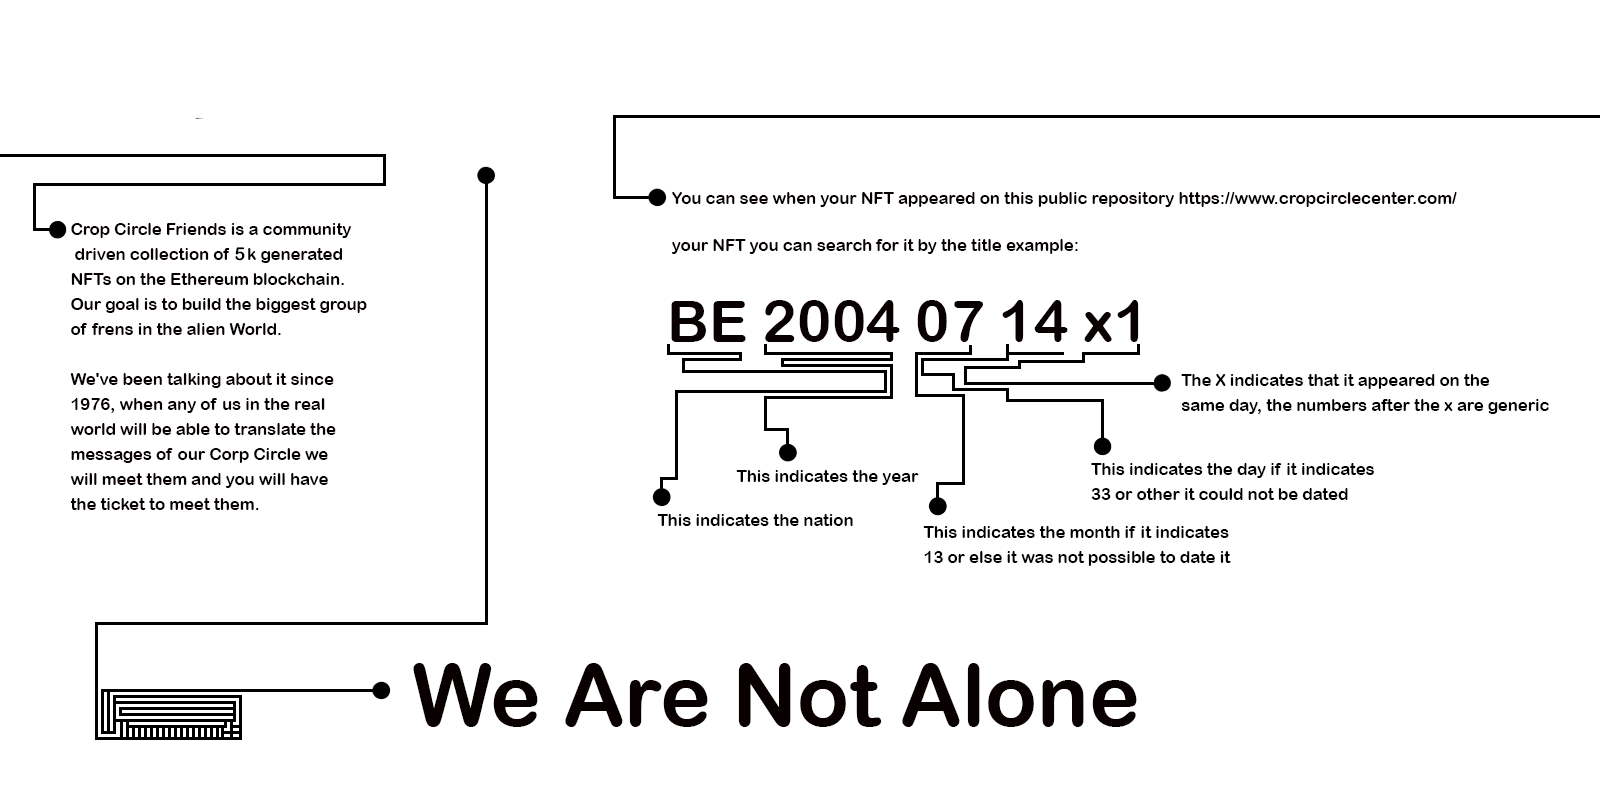 Crop Circle Friends is a community
driven collection of 5k generated
NFTs on the Ethereum blockchain.
Our goal is to build the biggest group
of frens in the alien World.
We've been talking about it since
1976, when any of us in the real
world will be able to translate the
messages of our Corp Circle we
will meet them and you will have
the ticket to meet them.
You can see when your NFT appeared on this public repository https://www.cropcirclecenter.com/
your NFT you can search for it by the title example:
BE 2004 07 14 x1
The X indicates that it appeared on the
same day, the numbers after the x are generic
This indicates the day if it indicates
33 or other it could not be dated
This indicates the year
This indicates the nation
This indicates the month if it indicates
13 or else it was not possible to date it
We Are Not Alone